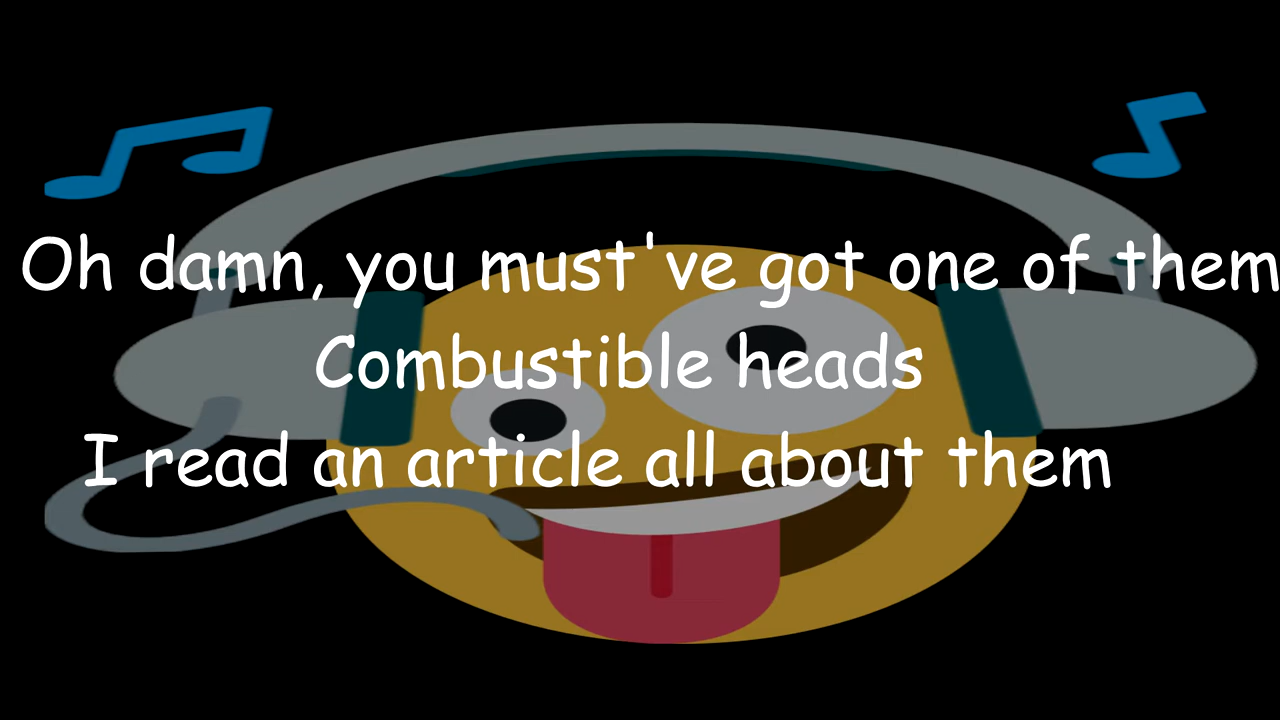 Oh damn, you must've got one of them
Combustible heads
I read an article all about them